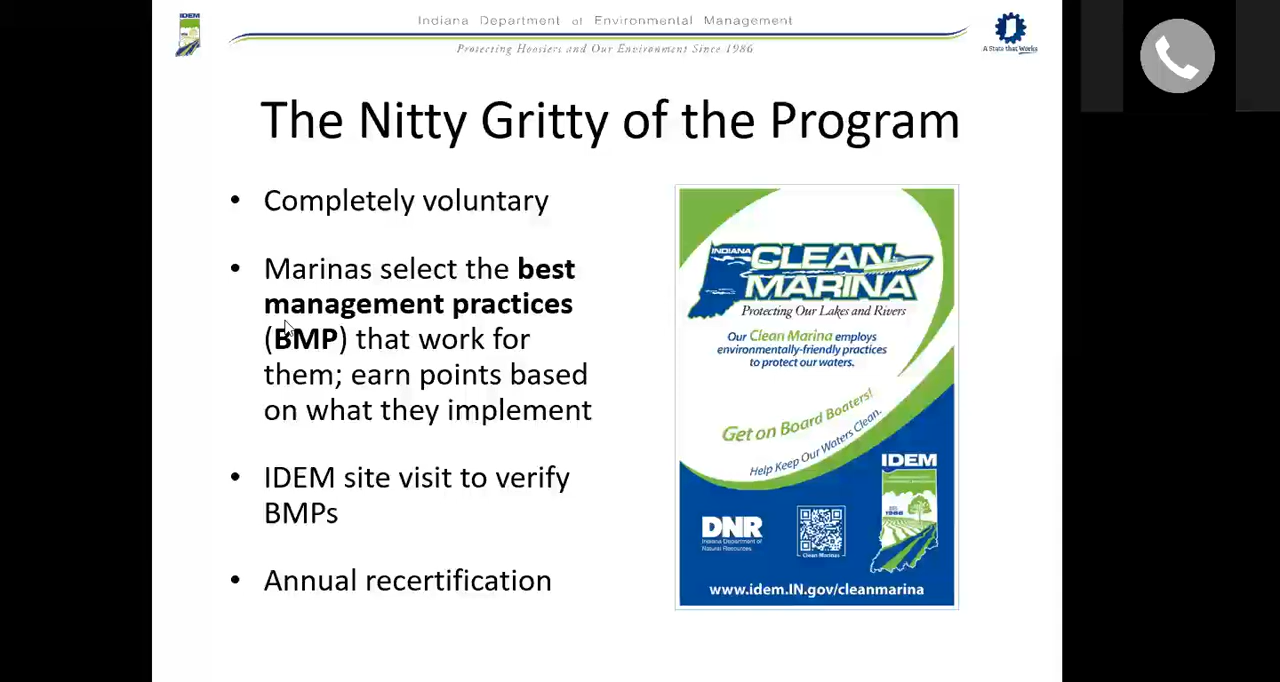 IDEM
Indiana Department of Environmental Management
Protecting Hoosiers and Our Environment Since 1986
A State that Works
The Nitty Gritty of the Program
• Completely voluntary
• Marinas select the best
management practices
(BMP) that work for
them; earn points based
on what they implement
• IDEM site visit to verify
BMPs
• Annual recertification
INDIANA
CLEAN
MARINA
Protecting Our Lakes and Rivers
Our Clean Marina employs
environmentally-friendly practices
to protect our waters.
Get on Board Boaters!
Help Keep Our Waters Clean.
IDEM
DNR
Indiana Department of
Natural Resources
Clean Marinas
www.idem.IN.gov/cleanmarina